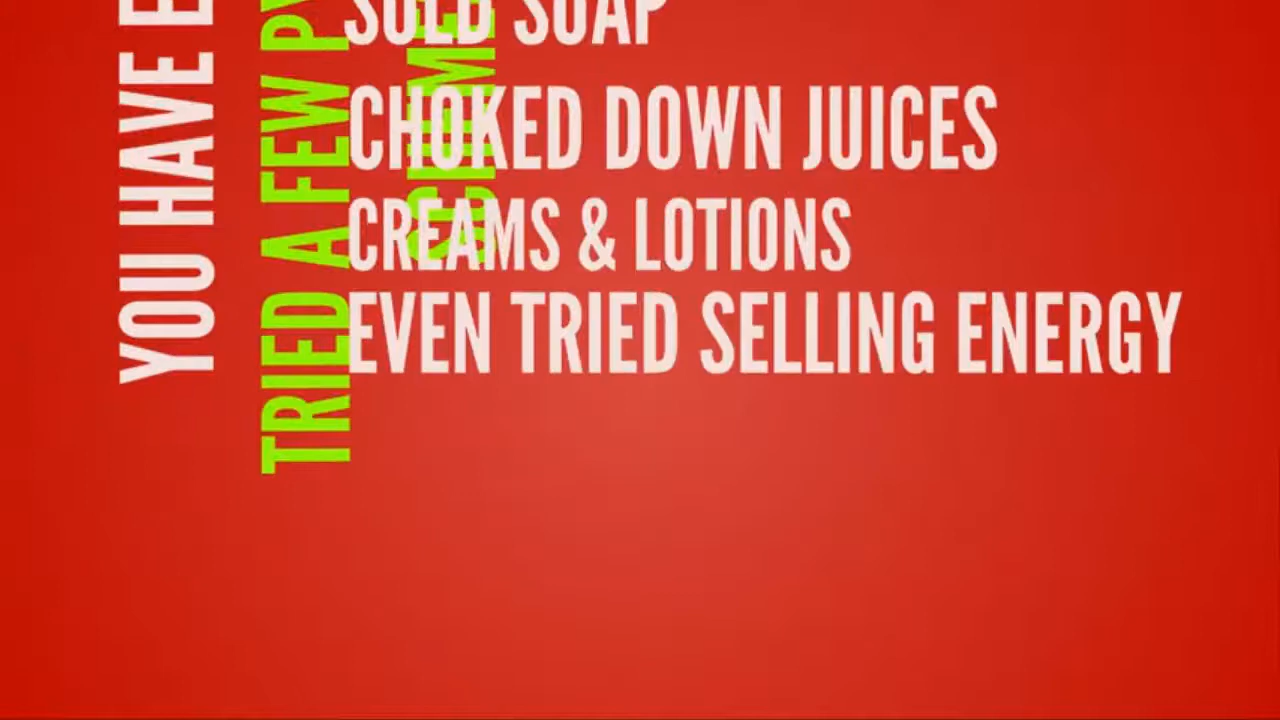 YOU HAVE
TRIED A FEW
SOLD SOAP
CHOKED DOWN JUICES
CREAMS & LOTIONS
EVEN TRIED SELLING ENERGY